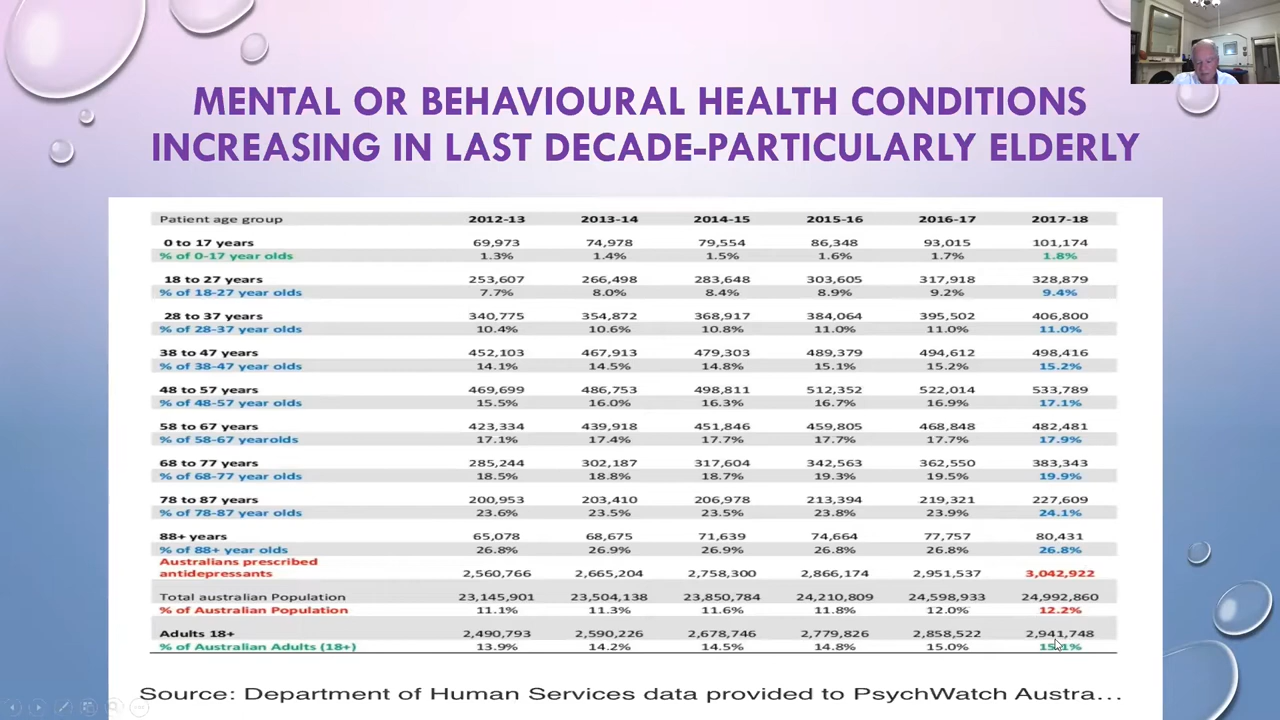 MENTAL OR BEHAVIOURAL HEALTH CONDITIONS
INCREASING IN LAST DECADE-PARTICULARLY ELDERLY
Patient age group 2012-13 2013-14 2014-15 2015-16 2016-17 2017-18
0 to 17 years 69,973 74,978 79,554 86,348 93,015 101,174
% of 0-17 year olds 1.3% 1.4% 1.5% 1.6% 1.7% 1.8%
18 to 27 years 253,607 266,498 283,648 303,605 317,918 328,879
% of 18-27 year olds 7.7% 8.0% 8.4% 8.9% 9.2% 9.4%
28 to 37 years 340,775 354,872 368,917 384,064 395,502 406,800
% of 28-37 year olds 10.4% 10.6% 10.8% 11.0% 11.0% 11.0%
38 to 47 years 452,103 467,913 479,303 489,379 494,612 498,416
% of 38-47 year olds 14.1% 14.5% 14.8% 15.1% 15.2% 15.2%
48 to 57 years 469,699 486,753 498,811 512,352 522,014 533,789
% of 48-57 year olds 15.5% 16.0% 16.3% 16.7% 16.9% 17.1%
58 to 67 years 423,334 439,918 451,846 459,805 468,848 482,481
% of 58-67 yearolds 17.1% 17.4% 17.7% 17.7% 17.7% 17.9%
68 to 77 years 285,244 302,187 317,604 342,563 362,550 383,343
% of 68-77 year olds 18.5% 18.8% 18.7% 19.3% 19.5% 19.9%
78 to 87 years 200,953 203,410 206,978 213,394 219,321 227,609
% of 78-87 year olds 23.6% 23.5% 23.5% 23.8% 23.9% 24.1%
88+ years 65,078 68,675 71,639 74,664 77,757 80,431
% of 88+ year olds 26.8% 26.9% 26.9% 26.8% 26.8% 26.8%
Australians prescribed
antidepressants 2,560,766 2,665,204 2,758,300 2,866,174 2,951,537 3,042,922
Total australian Population 23,145,901 23,504,138 23,850,784 24,210,809 24,598,933 24,992,860
% of Australian Population 11.1% 11.3% 11.6% 11.8% 12.0% 12.2%
Adults 18+ 2,490,793 2,590,226 2,678,746 2,779,826 2,858,522 2,941,748
% of Australian Adults (18+) 13.9% 14.2% 14.5% 14.8% 15.0% 15.1%
Source: Department of Human Services data provided to PsychWatch Austra...